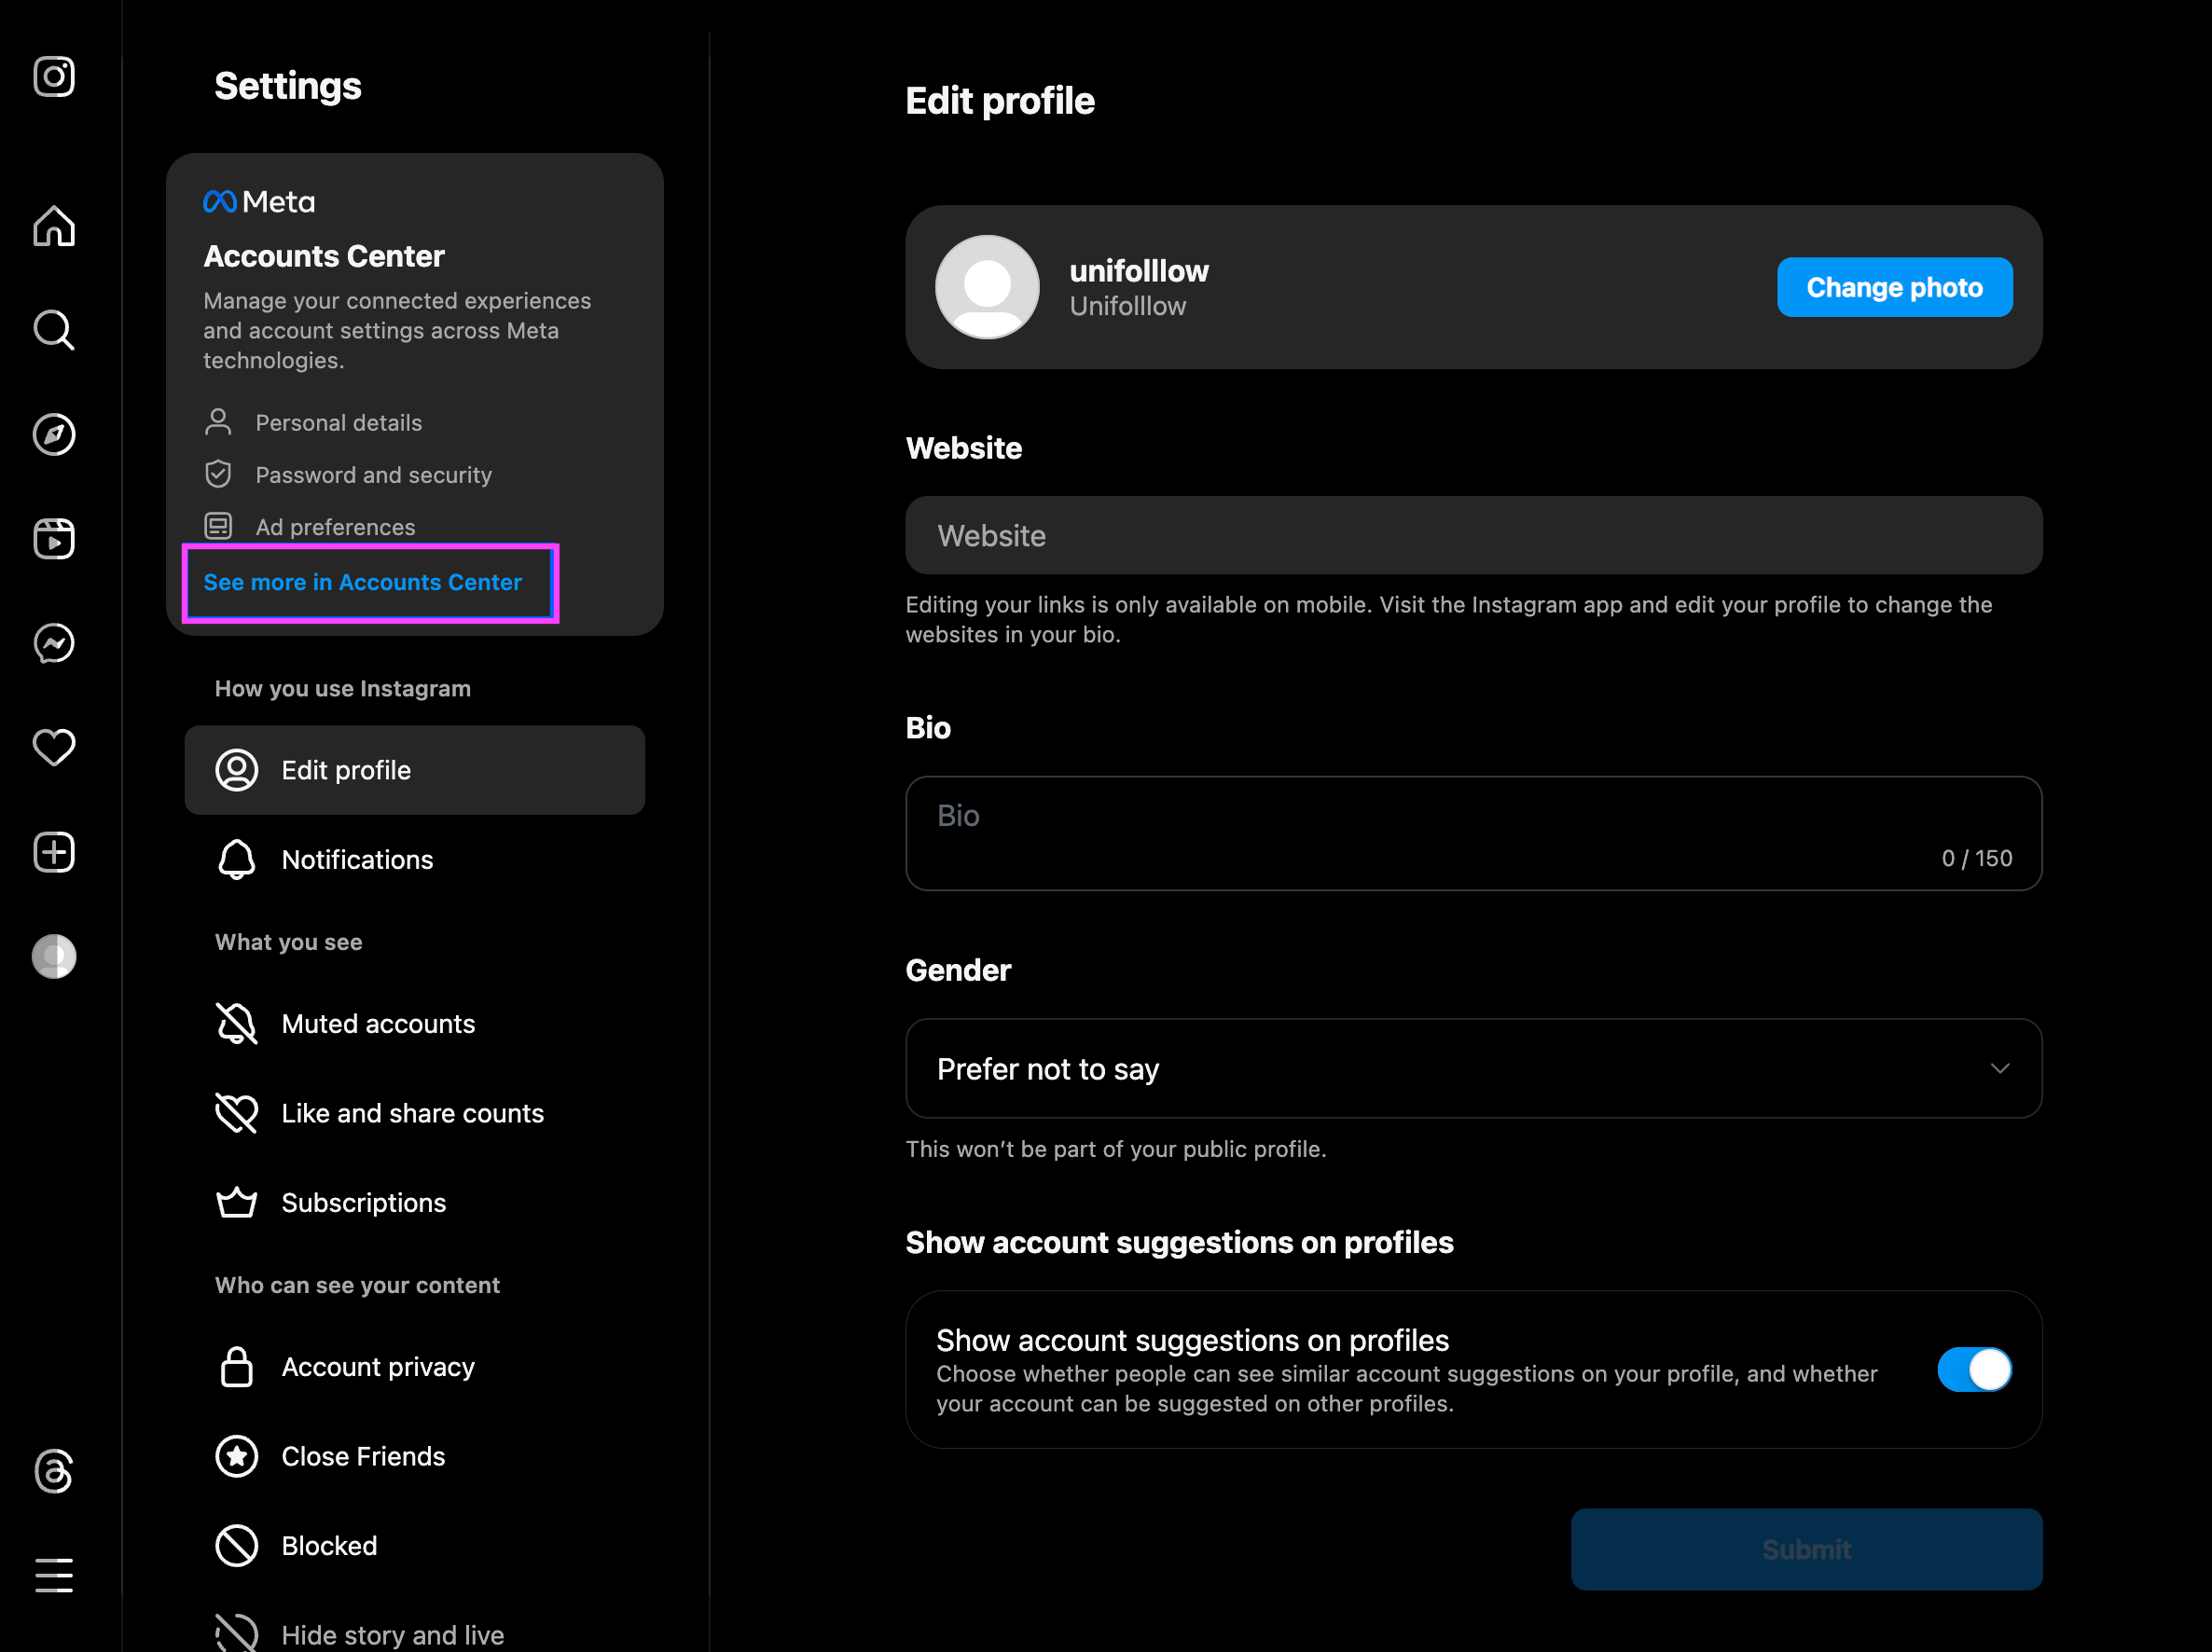 Settings
Meta
Accounts Center
Manage your connected experiences
and account settings across Meta
technologies.
Personal details
Password and security
Ad preferences
See more in Accounts Center
How you use Instagram
Edit profile
Notifications
What you see
Muted accounts
Like and share counts
Subscriptions
Who can see your content
Account privacy
Close Friends
Blocked
Hide story and live
Edit profile
unifolllow
Unifolllow
Change photo
Website
Website
Editing your links is only available on mobile. Visit the Instagram app and edit your profile to change the
websites in your bio.
Bio
Bio
0 / 150
Gender
Prefer not to say
This won’t be part of your public profile.
Show account suggestions on profiles
Show account suggestions on profiles
Choose whether people can see similar account suggestions on your profile, and whether
your account can be suggested on other profiles.
Submit